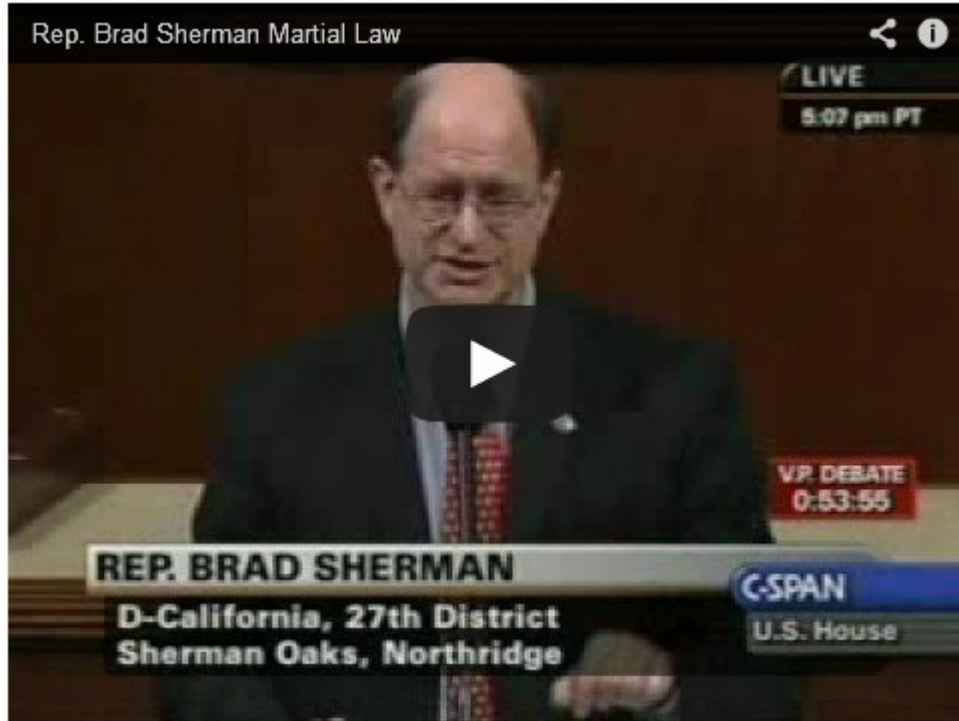 Rep. Brad Sherman Martial Law
LIVE
5:07 pm PT
V.P. DEBATE
0:53:55
REP. BRAD SHERMAN
C-SPAN
D-California, 27th District
U.S. House
Sherman Oaks, Northridge